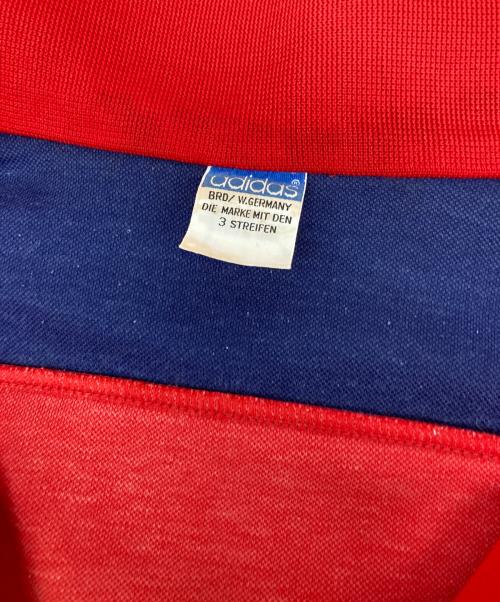 adidas®
BRD/ W.GERMANY
DIE MARKE MIT DEN
3 STREIFEN